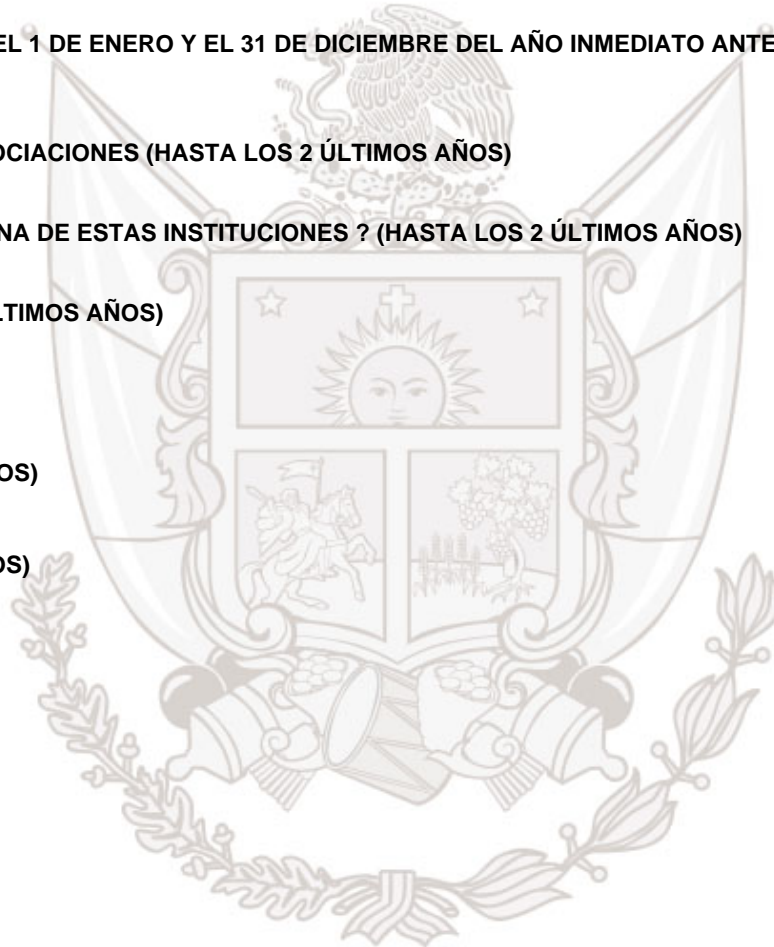 EL 1 DE ENERO Y EL 31 DE DICIEMBRE DEL AÑO INMEDIATO ANTE
OCIACIONES (HASTA LOS 2 ÚLTIMOS AÑOS)
NA DE ESTAS INSTITUCIONES ? (HASTA LOS 2 ÚLTIMOS AÑOS)
LTIMOS AÑOS)
OS)
OS)